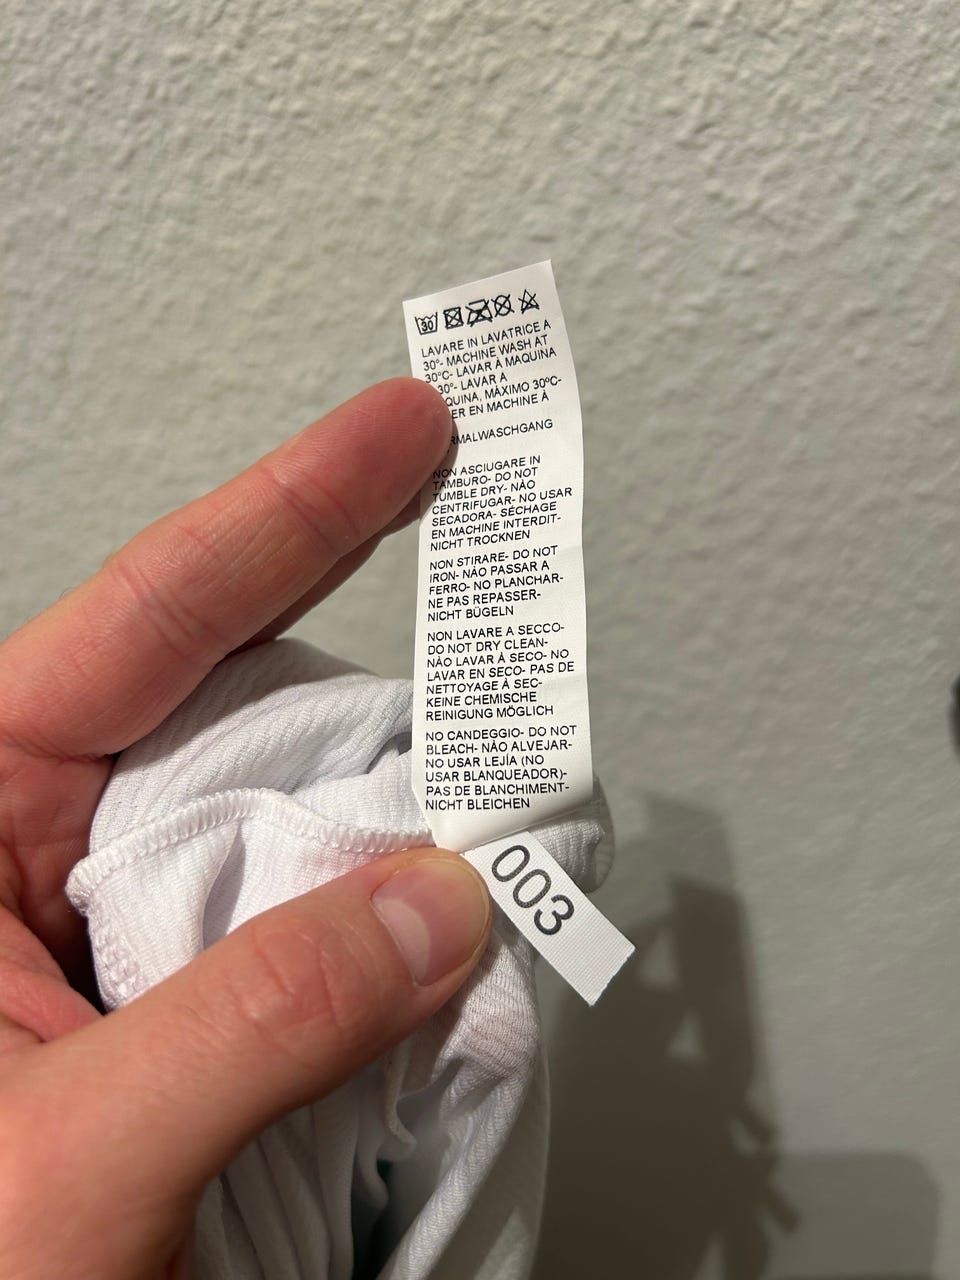 30
LAVARE IN LAVATRICE A
30°- MACHINE WASH AT
30°C- LAVAR À MAQUINA
30°- LAVAR A
QUINA, MÁXIMO 30ºC-
ER EN MACHINE À
RMALWASCHGANG
NON ASCIUGARE IN
TAMBURO- DO NOT
TUMBLE DRY- NÃO
CENTRIFUGAR- NO USAR
SECADORA- SÉCHAGE
EN MACHINE INTERDIT-
NICHT TROCKNEN
NON STIRARE- DO NOT
IRON- NÃO PASSAR A
FERRO- NO PLANCHAR-
NE PAS REPASSER-
NICHT BÜGELN
NON LAVARE A SECCO-
DO NOT DRY CLEAN-
NÃO LAVAR À SECO- NO
LAVAR EN SECO- PAS DE
NETTOYAGE À SEC-
KEINE CHEMISCHE
REINIGUNG MÖGLICH
NO CANDEGGIO- DO NOT
BLEACH- NÃO ALVEJAR-
NO USAR LEJÍA (NO
USAR BLANQUEADOR)-
PAS DE BLANCHIMENT-
NICHT BLEICHEN
003